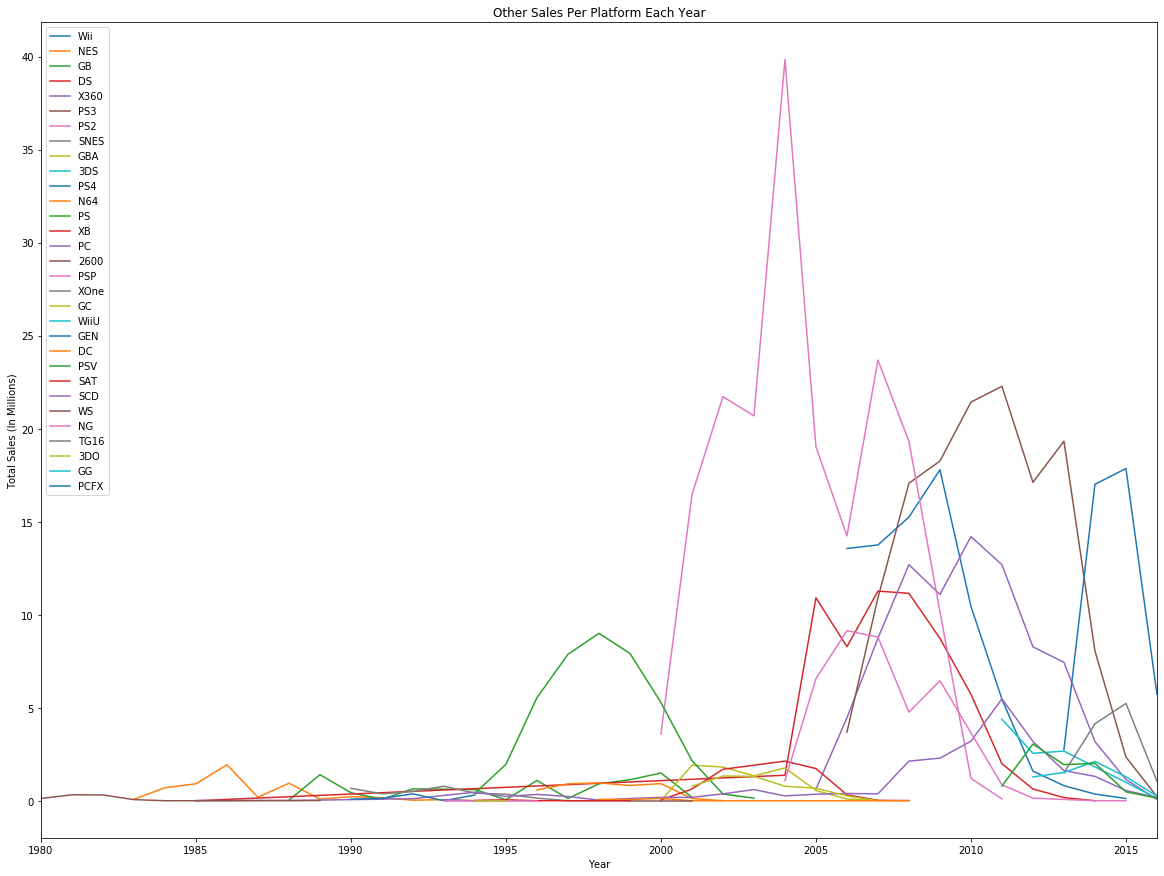 Other Sales Per Platform Each Year
Wii
NES
GB
DS
X360
PS3
PS2
SNES
GBA
3DS
PS4
N64
PS
XB
PC
2600
PSP
XOne
GC
WiiU
GEN
DC
PSV
SAT
SCD
WS
NG
TG16
3DO
GG
PCFX
Total Sales (In Millions)
40
35
30
25
20
15
10
5
0
1980 1985 1990 1995 2000 2005 2010 2015
Year